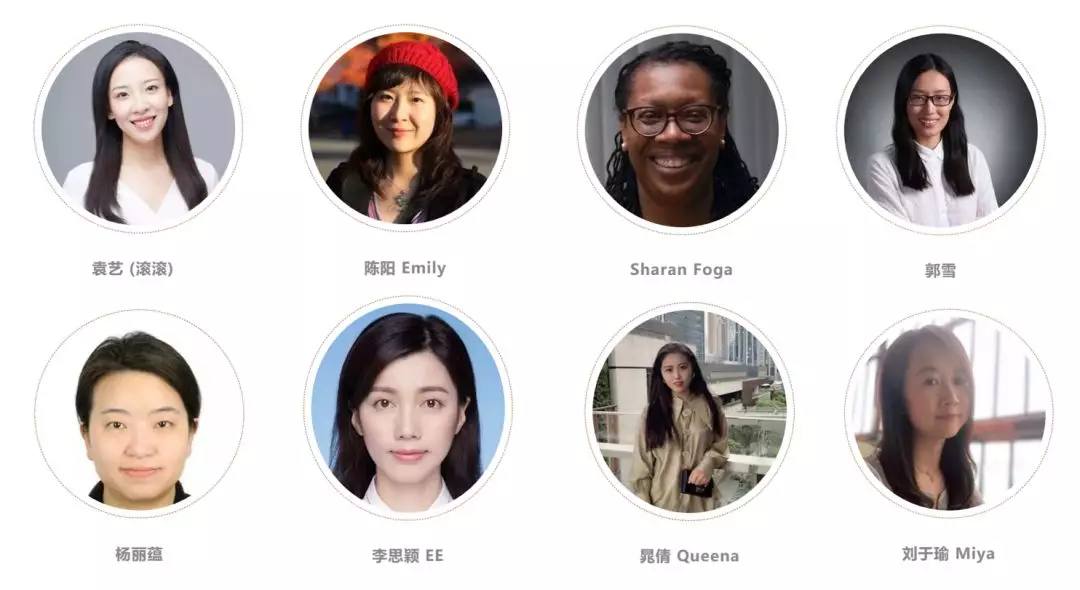 袁艺 (滚滚)
陈阳 Emily
Sharan Foga
郭雪
杨丽蕴
李思颖 EE
晁倩 Queena
刘于瑜 Miya